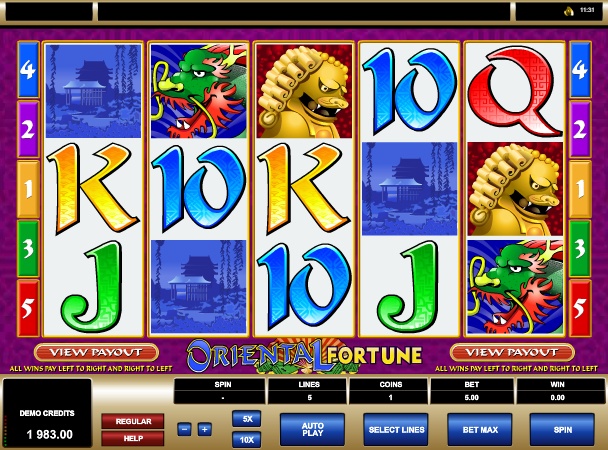 11:31
4 10 Q 4
2 2
1 K 10 K 1
3 3
J 10 J
5 5
VIEW PAYOUT ORIENTAL FORTUNE VIEW PAYOUT
ALL WINS PAY LEFT TO RIGHT AND RIGHT TO LEFT ALL WINS PAY LEFT TO RIGHT AND RIGHT TO LEFT
SPIN LINES COINS BET WIN
- 5 1 5.00 0.00
DEMO CREDITS
1 983.00
REGULAR
HELP
- +
5X
10X
AUTO
PLAY
SELECT LINES
BET MAX
SPIN